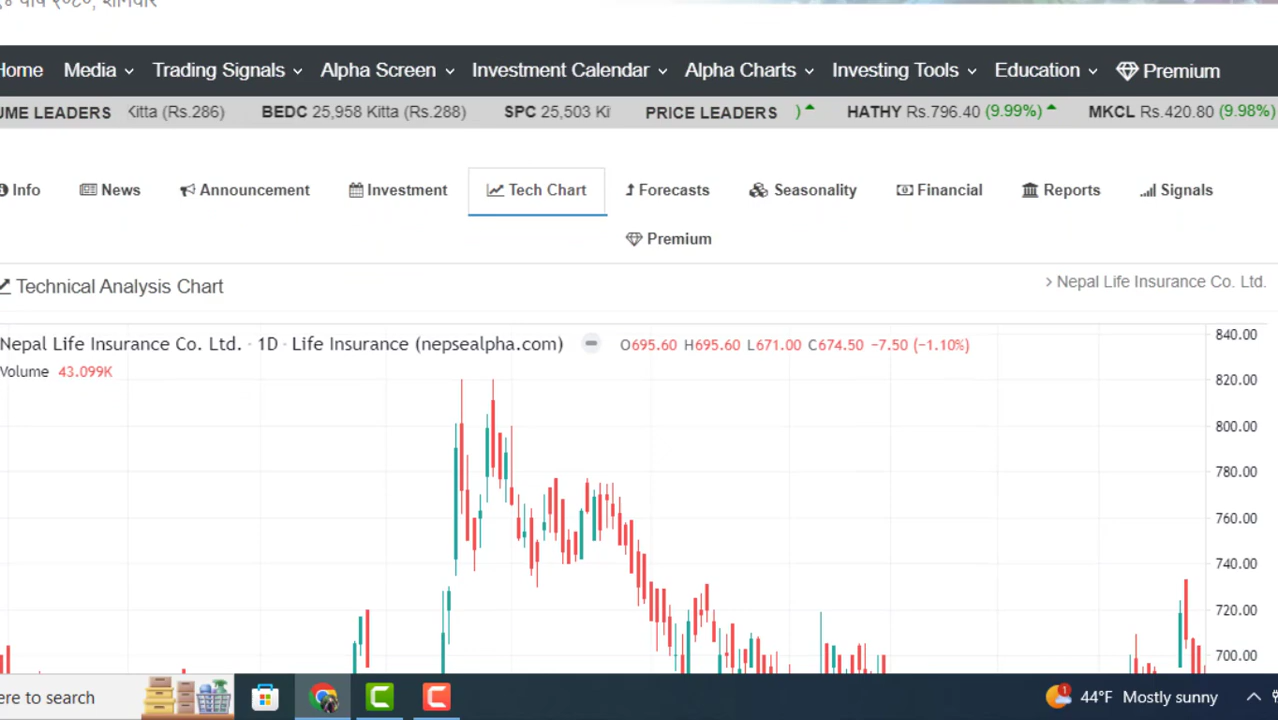 पौष २०८०, शनिवार
Home Media Trading Signals Alpha Screen Investment Calendar Alpha Charts Investing Tools Education Premium
UME LEADERS Kitta (Rs.286) BEDC 25,958 Kitta (Rs.288) SPC 25,503 Ki PRICE LEADERS ) HATHY Rs.796.40 (9.99%) MKCL Rs.420.80 (9.98%)
Info News Announcement Investment Tech Chart Forecasts Seasonality Financial Reports Signals
Premium
Technical Analysis Chart
> Nepal Life Insurance Co. Ltd.
Nepal Life Insurance Co. Ltd. · 1D · Life Insurance (nepsealpha.com) O695.60 H695.60 L671.00 C674.50 −7.50 (−1.10%)
Volume 43.099K
840.00
820.00
800.00
780.00
760.00
740.00
720.00
700.00
ere to search
1 44°F Mostly sunny